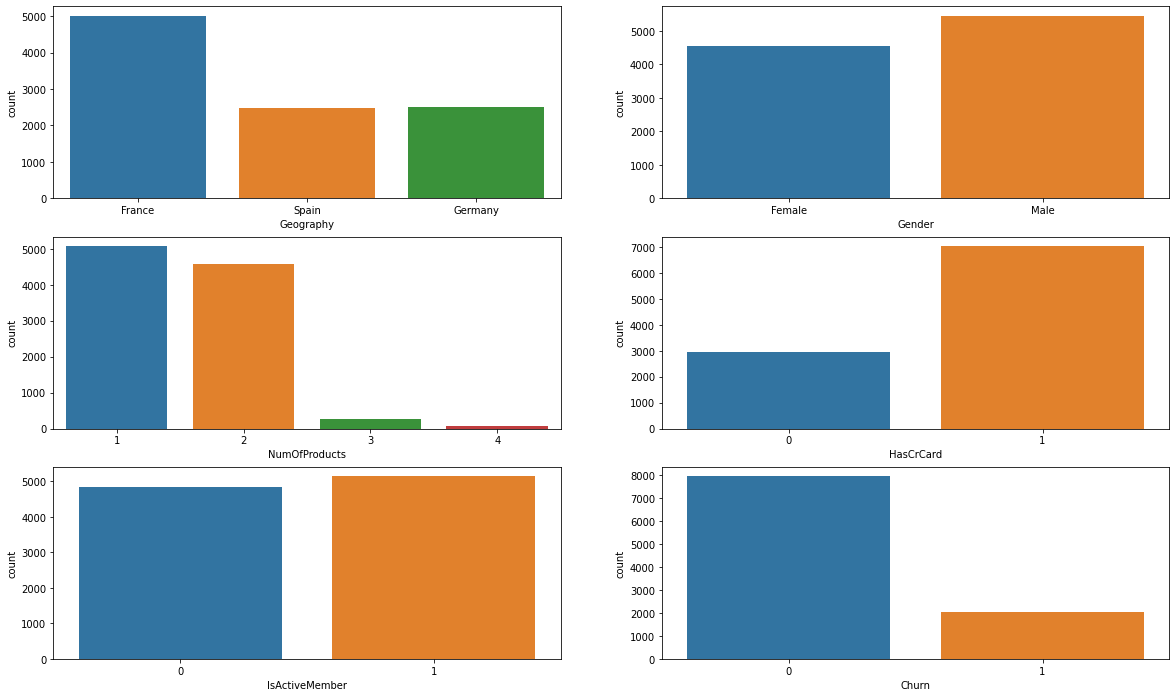 5000
4000
3000
2000
1000
0
count
France Spain Germany
Geography
5000
4000
3000
2000
1000
0
count
Female Male
Gender
5000
4000
3000
2000
1000
0
count
1 2 3 4
NumOfProducts
7000
6000
5000
4000
3000
2000
1000
0
count
0 1
HasCrCard
5000
4000
3000
2000
1000
0
count
0 1
IsActiveMember
8000
7000
6000
5000
4000
3000
2000
1000
0
count
0 1
Churn